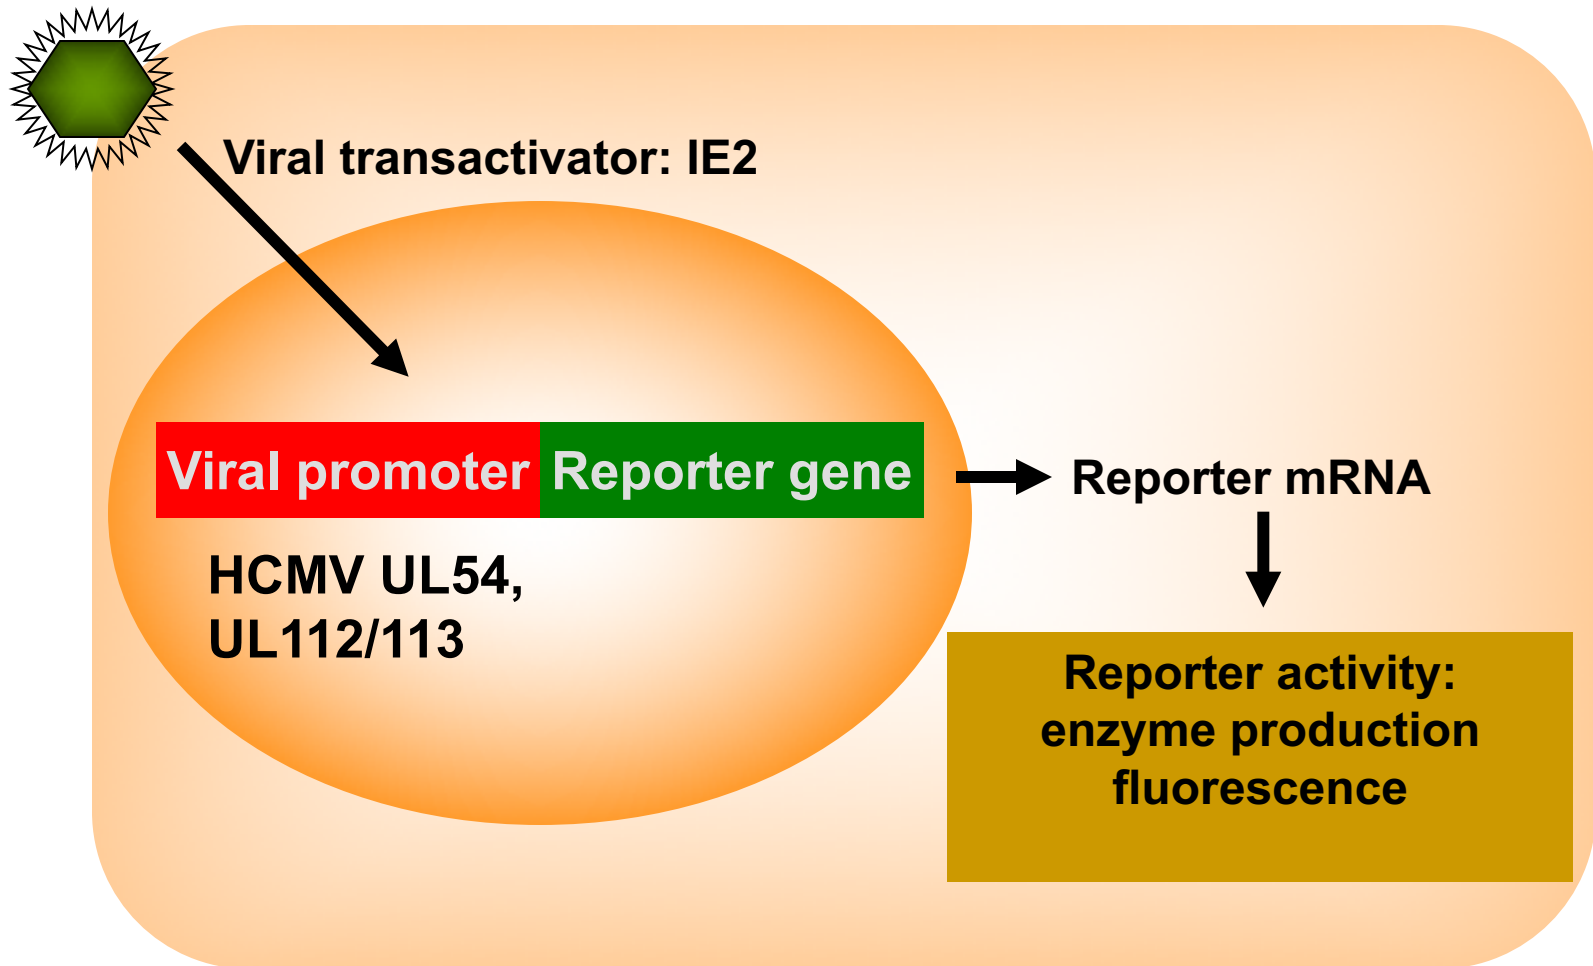 Viral transactivator: IE2
Viral promoter
Reporter gene
Reporter mRNA
HCMV UL54,
UL112/113
Reporter activity:
enzyme production
fluorescence